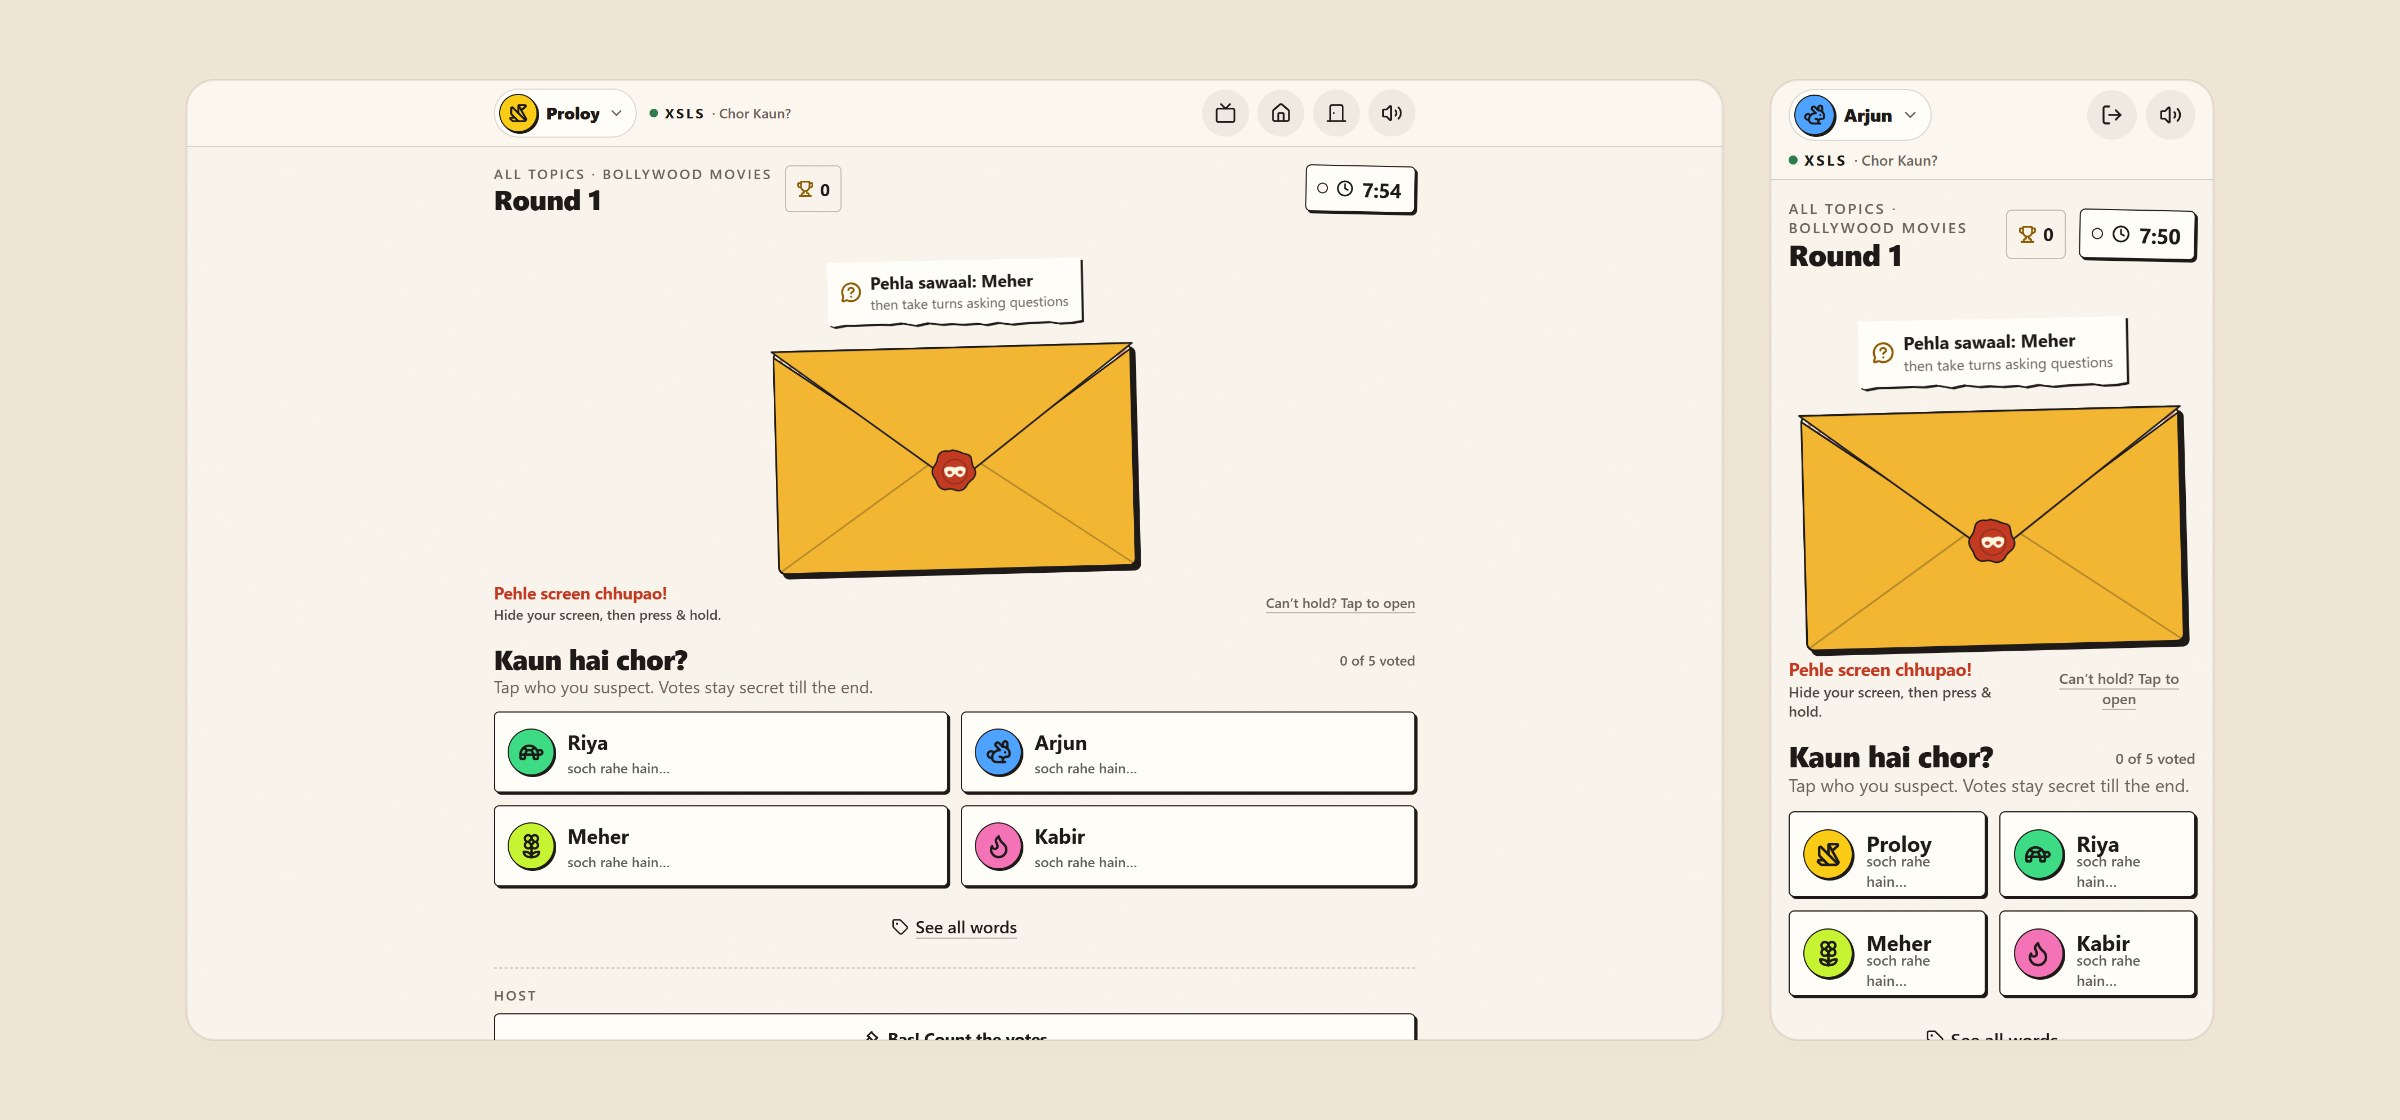 Proloy
XSLS · Chor Kaun?
ALL TOPICS · BOLLYWOOD MOVIES
Round 1
0
7:54
Pehla sawaal: Meher
then take turns asking questions
Pehle screen chhupao!
Hide your screen, then press & hold.
Can't hold? Tap to open
Kaun hai chor?
0 of 5 voted
Tap who you suspect. Votes stay secret till the end.
Riya
soch rahe hain...
Arjun
soch rahe hain...
Meher
soch rahe hain...
Kabir
soch rahe hain...
See all words
HOST
Bas! Count the votes
Arjun
XSLS · Chor Kaun?
ALL TOPICS ·
BOLLYWOOD MOVIES
Round 1
0
7:50
Pehla sawaal: Meher
then take turns asking questions
Pehle screen chhupao!
Hide your screen, then press &
hold.
Can't hold? Tap to
open
Kaun hai chor?
0 of 5 voted
Tap who you suspect. Votes stay secret till the end.
Proloy
soch rahe
hain...
Riya
soch rahe
hain...
Meher
soch rahe
hain...
Kabir
soch rahe
hain...
See all words